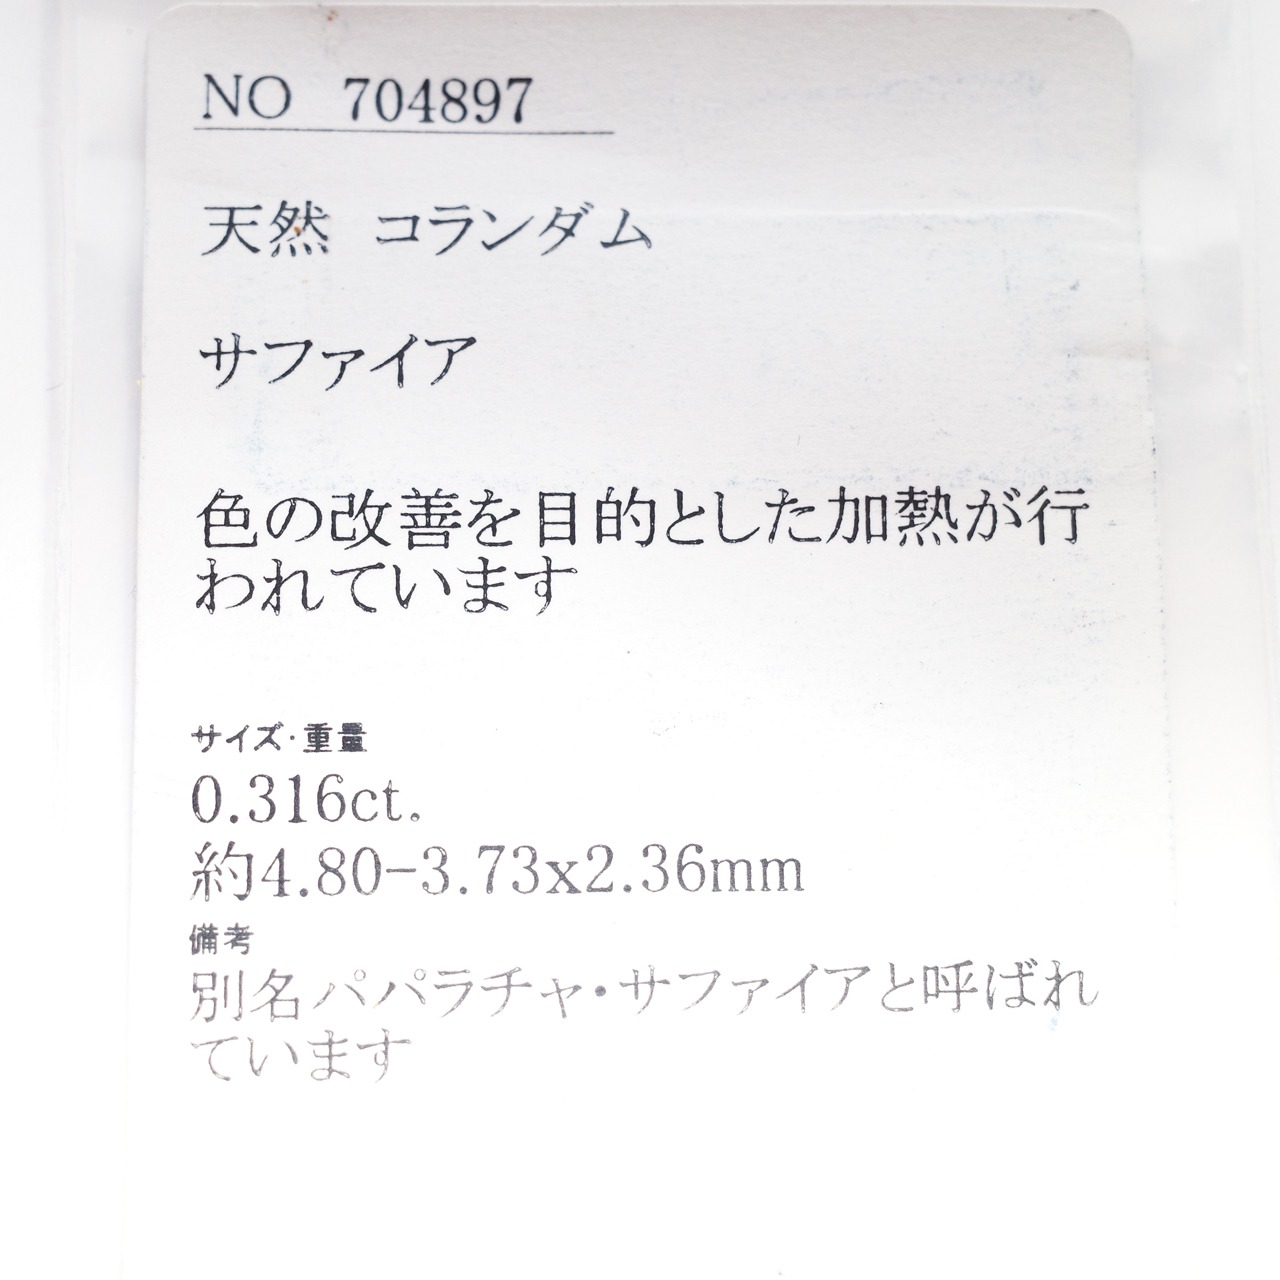 NO 704897
天然 コランダム
サファイア
色の改善を目的とした加熱が行
われています
サイズ・重量
0.316ct.
約4.80-3.73x2.36mm
備考
別名パパラチャ・サファイアと呼ばれ
ています